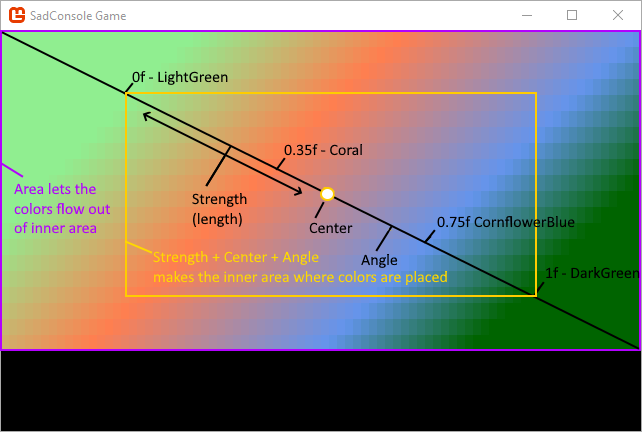 SadConsole Game
0f - LightGreen
0.35f - Coral
Area lets the
colors flow out
of inner area
Strength
(length)
Center
0.75f CornflowerBlue
Strength + Center + Angle
makes the inner area where colors are placed
Angle
1f - DarkGreen